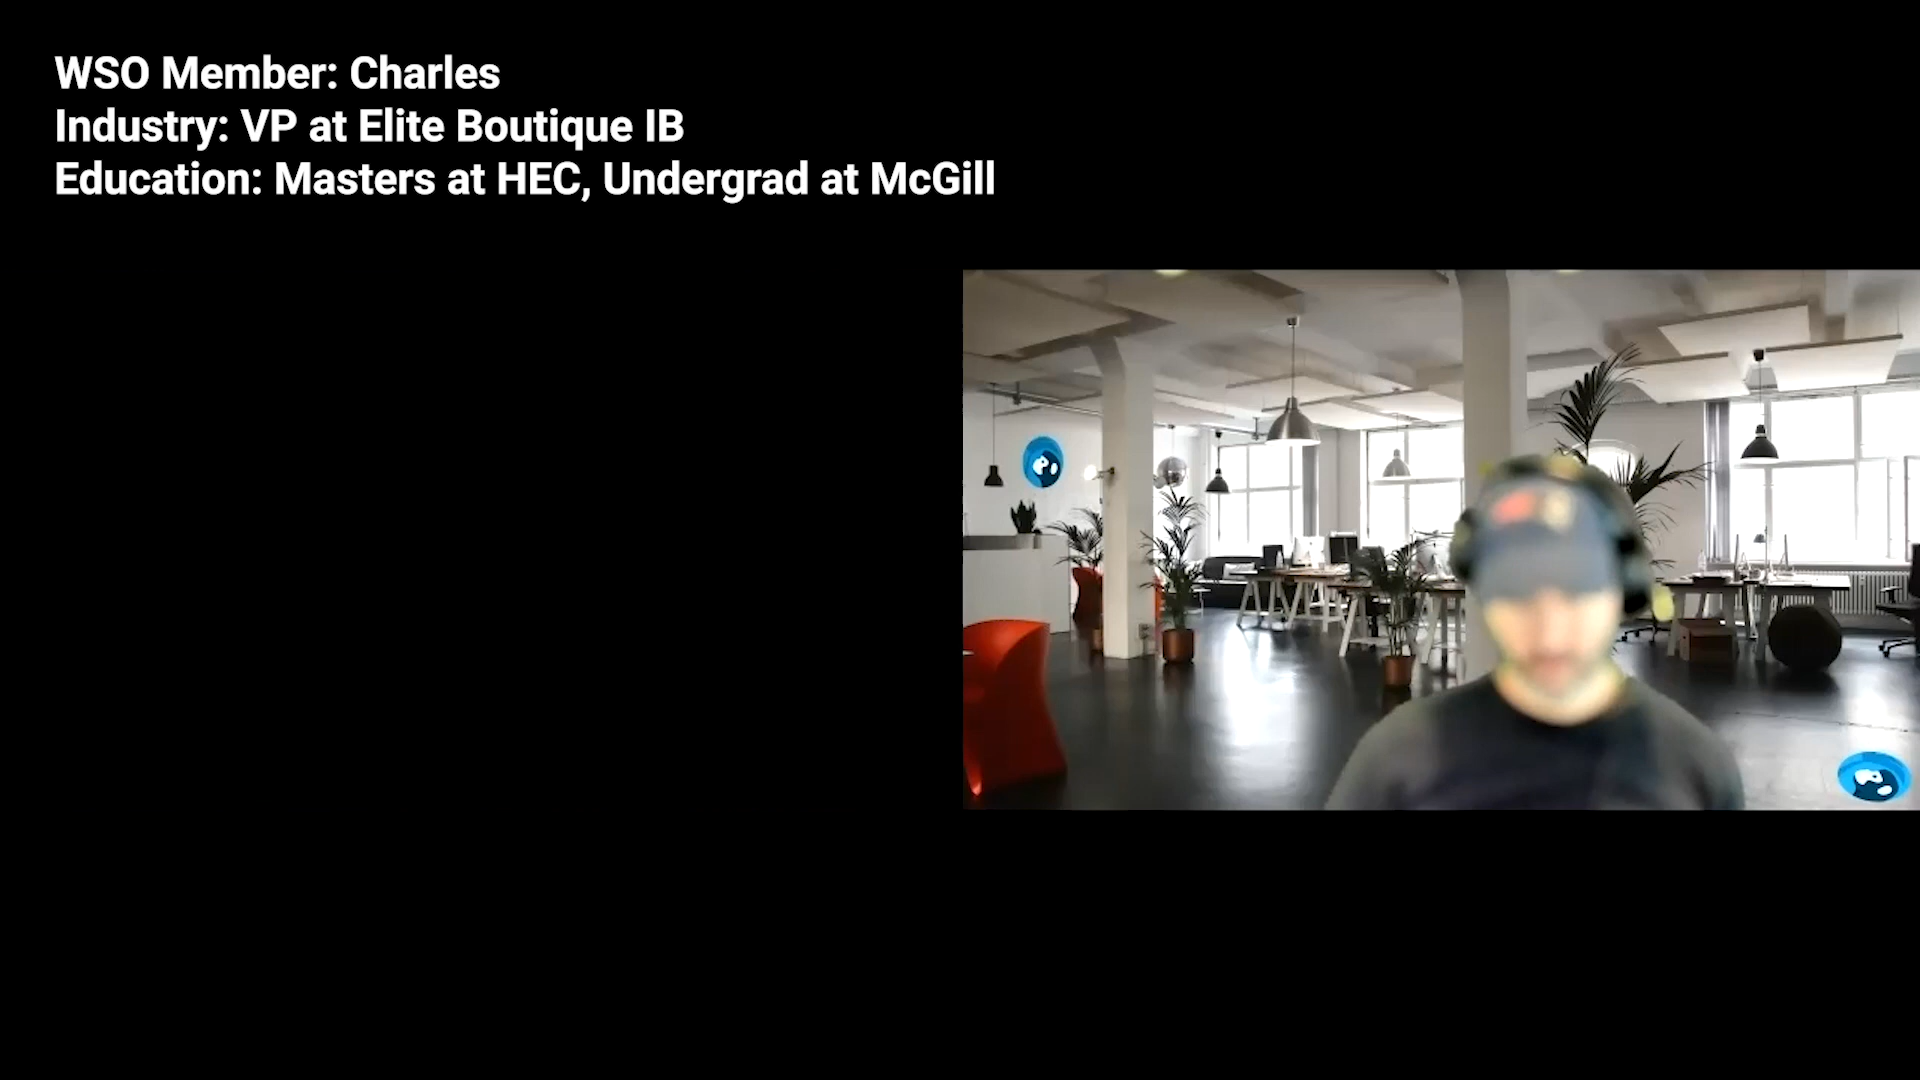 WSO Member: Charles
Industry: VP at Elite Boutique IB
Education: Masters at HEC, Undergrad at McGill